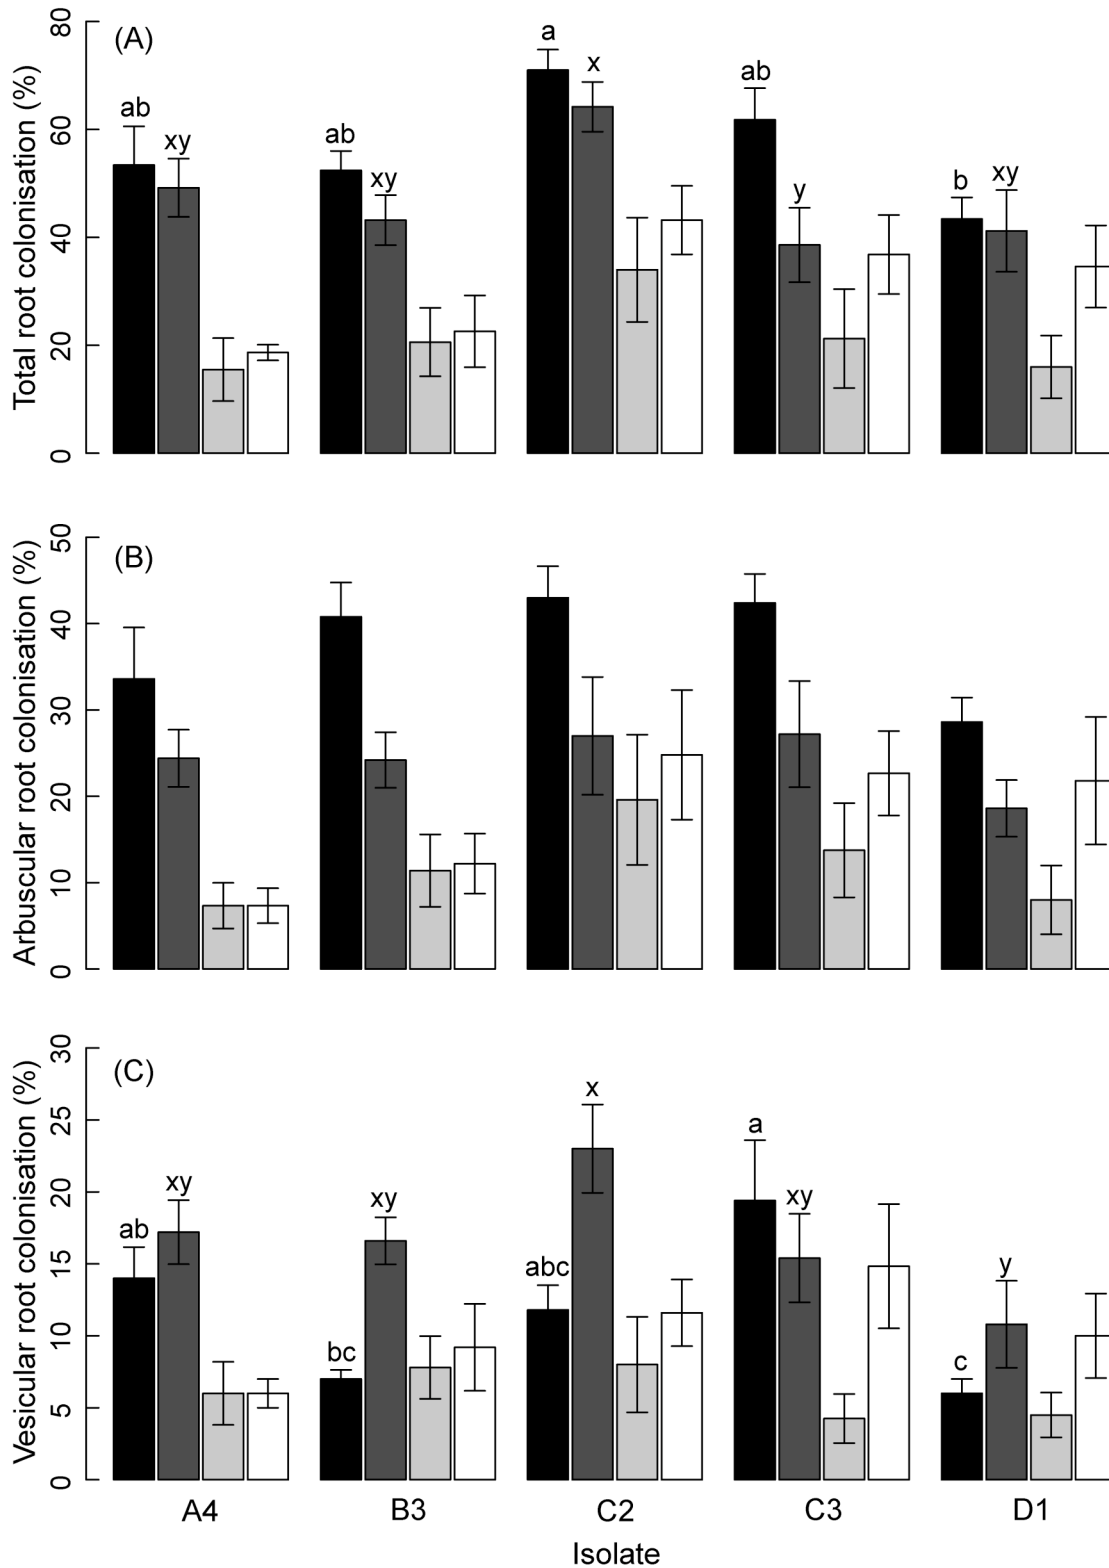 (A)
Total root colonisation (%)
80
60
40
20
0
ab
xy
ab
xy
a
x
ab
y
b
xy
(B)
Arbuscular root colonisation (%)
50
40
30
20
10
0
(C)
Vesicular root colonisation (%)
30
25
20
15
10
5
0
ab
xy
bc
xy
abc
x
a
xy
c
y
A4 B3 C2 C3 D1
Isolate